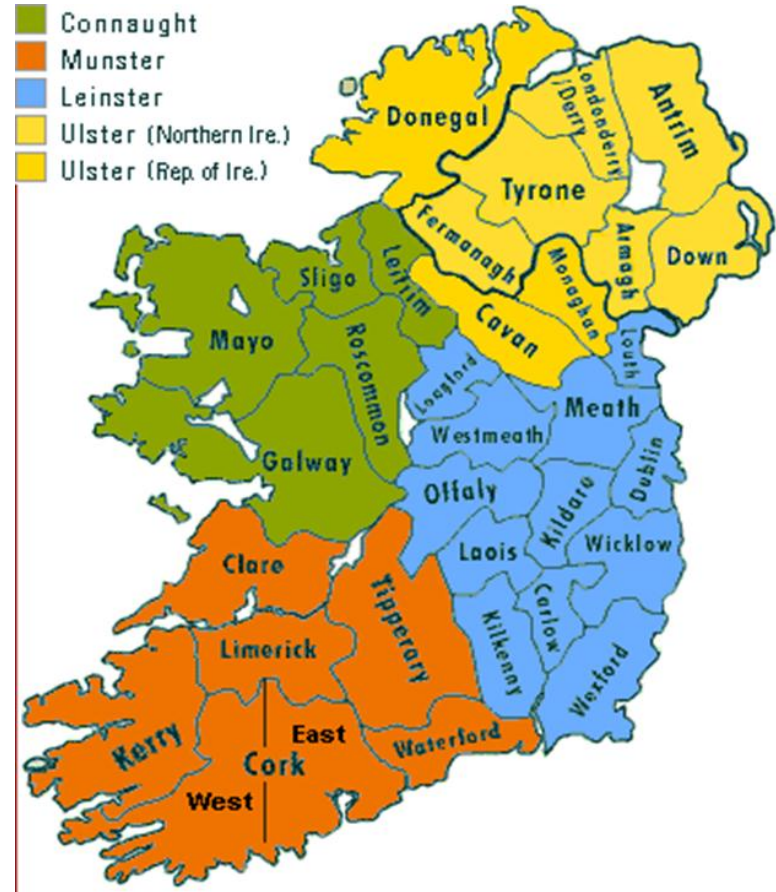 Connaught
Munster
Leinster
Ulster (Northern Ire.)
Ulster (Rep. of Ire.)
Donegal
Londonderry
/Derry
Antrim
Tyrone
Fermanagh
Armagh
Down
Monaghan
Cavan
Sligo
Leitrim
Mayo
Roscommon
Galway
Longford
Louth
Meath
Westmeath
Dublin
Offaly
Kildare
Wicklow
Laois
Carlow
Kilkenny
Wexford
Clare
Tipperary
Limerick
Kerry
East
Cork
West
Waterford